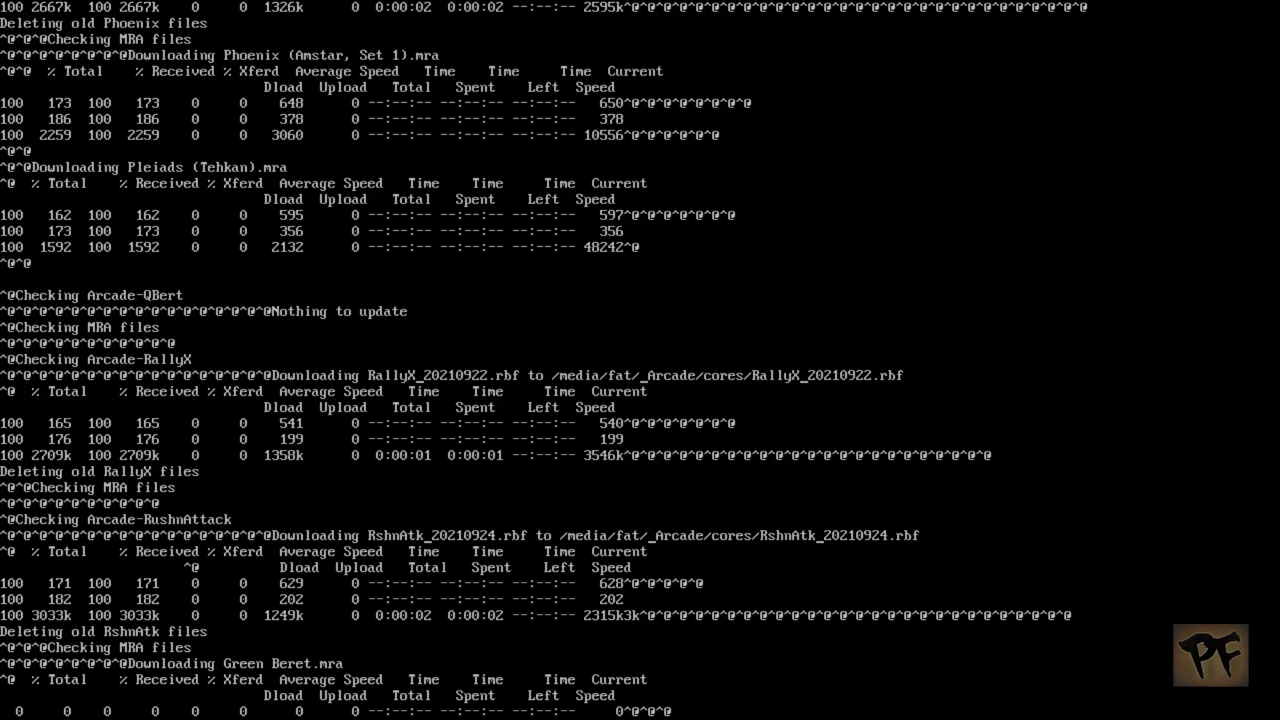 100 2667k 100 2667k 0 0 1326k 0 0:00:02 0:00:02 --:--:-- 2595k^@^@^@^@^@^@^@^@^@^@^@^@^@^@^@^@^@^@^@^@^@^@^@^@^@^@^@^@^@
Deleting old Phoenix files
^@^@^@Checking MRA files
^@^@^@^@^@^@^@^@Downloading Phoenix (Amstar, Set 1).mra
^@^@ % Total % Received % Xferd Average Speed Time Time Time Current
Dload Upload Total Spent Left Speed
100 173 100 173 0 0 648 0 --:--:-- --:--:-- --:--:-- 650^@^@^@^@^@^@^@^@
100 186 100 186 0 0 378 0 --:--:-- --:--:-- --:--:-- 378
100 2259 100 2259 0 0 3060 0 --:--:-- --:--:-- --:--:-- 10556^@^@^@^@^@^@
^@^@
^@^@Downloading Pleiads (Tehkan).mra
^@ % Total % Received % Xferd Average Speed Time Time Time Current
Dload Upload Total Spent Left Speed
100 162 100 162 0 0 595 0 --:--:-- --:--:-- --:--:-- 597^@^@^@^@^@^@^@
100 173 100 173 0 0 356 0 --:--:-- --:--:-- --:--:-- 356
100 1592 100 1592 0 0 2132 0 --:--:-- --:--:-- --:--:-- 48242^@
^@^@
^@Checking Arcade-QBert
^@^@^@^@^@^@^@^@^@^@^@^@^@^@^@^@^@Nothing to update
^@Checking MRA files
^@^@^@^@^@^@^@^@^@^@^@
^@Checking Arcade-RallyX
^@^@^@^@^@^@^@^@^@^@^@^@^@^@^@^@^@Downloading RallyX_20210922.rbf to /media/fat/_Arcade/cores/RallyX_20210922.rbf
^@ % Total % Received % Xferd Average Speed Time Time Time Current
Dload Upload Total Spent Left Speed
100 165 100 165 0 0 541 0 --:--:-- --:--:-- --:--:-- 540^@^@^@^@^@^@^@
100 176 100 176 0 0 199 0 --:--:-- --:--:-- --:--:-- 199
100 2709k 100 2709k 0 0 1358k 0 0:00:01 0:00:01 --:--:-- 3546k^@^@^@^@^@^@^@^@^@^@^@^@^@^@^@^@^@^@^@^@^@^@^@
Deleting old RallyX files
^@^@Checking MRA files
^@^@^@^@^@^@^@^@^@^@
^@Checking Arcade-RushnAttack
^@^@^@^@^@^@^@^@^@^@^@^@^@^@^@^@^@Downloading RshnAtk_20210924.rbf to /media/fat/_Arcade/cores/RshnAtk_20210924.rbf
^@ % Total % Received % Xferd Average Speed Time Time Time Current
^@ Dload Upload Total Spent Left Speed
100 171 100 171 0 0 629 0 --:--:-- --:--:-- --:--:-- 628^@^@^@^@^@
100 182 100 182 0 0 202 0 --:--:-- --:--:-- --:--:-- 202
100 3033k 100 3033k 0 0 1249k 0 0:00:02 0:00:02 --:--:-- 2315k3k^@^@^@^@^@^@^@^@^@^@^@^@^@^@^@^@^@^@^@^@^@^@^@^@^@^@^@
Deleting old RshnAtk files
^@^@^@Checking MRA files
^@^@^@^@^@^@^@^@Downloading Green Beret.mra
^@ % Total % Received % Xferd Average Speed Time Time Time Current
Dload Upload Total Spent Left Speed
0 0 0 0 0 0 0 0 --:--:-- --:--:-- --:--:-- 0^@^@^@
PF